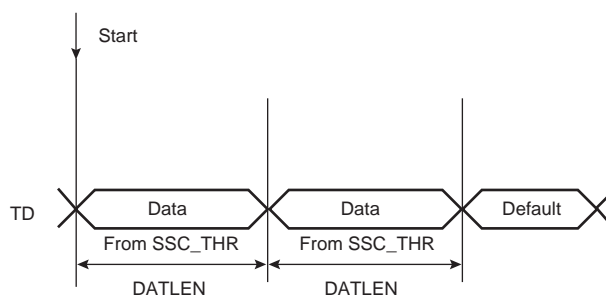 Start
TD
Data
Data
Default
From SSC_THR
From SSC_THR
DATLEN
DATLEN